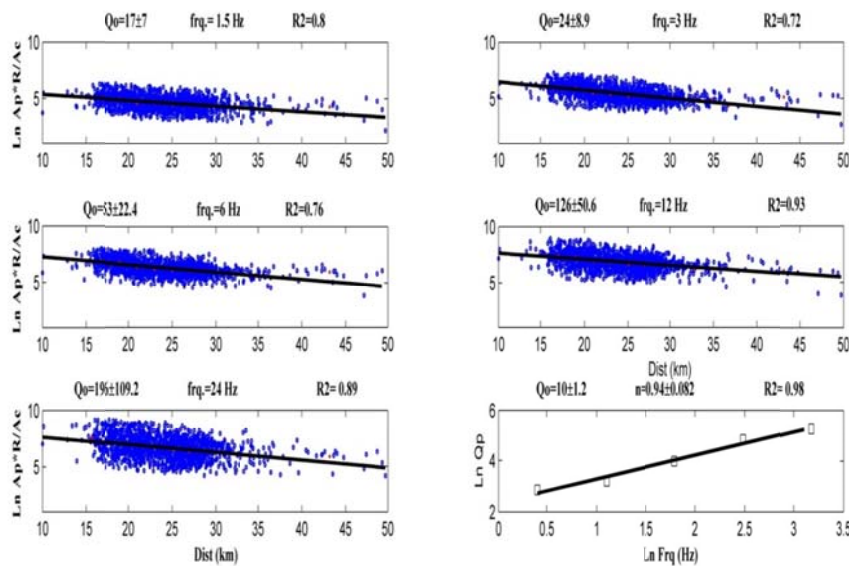 Qo=17±7 frq.= 1.5 Hz R2=0.8
Ln Ap*R/Ac
10
5
10 15 20 25 30 35 40 45 50
Qo=24±8.9 frq.=3 Hz R2=0.72
10
5
10 15 20 25 30 35 40 45 50
Qo=53±22.4 frq.=6 Hz R2=0.76
Ln Ap*R/Ac
10
5
10 15 20 25 30 35 40 45 50
Qo=126±50.6 frq.=12 Hz R2=0.93
10
5
10 15 20 25 30 35 40 45 50
Dist (km)
Qo=196±109.2 frq.=24 Hz R2= 0.89
Ln Ap*R/Ac
10
5
10 15 20 25 30 35 40 45 50
Dist (km)
Qo=10±1.2 n=0.94±0.082 R2= 0.98
Ln Qp
6
4
2
0 0.5 1 1.5 2 2.5 3 3.5
Ln Frq (Hz)